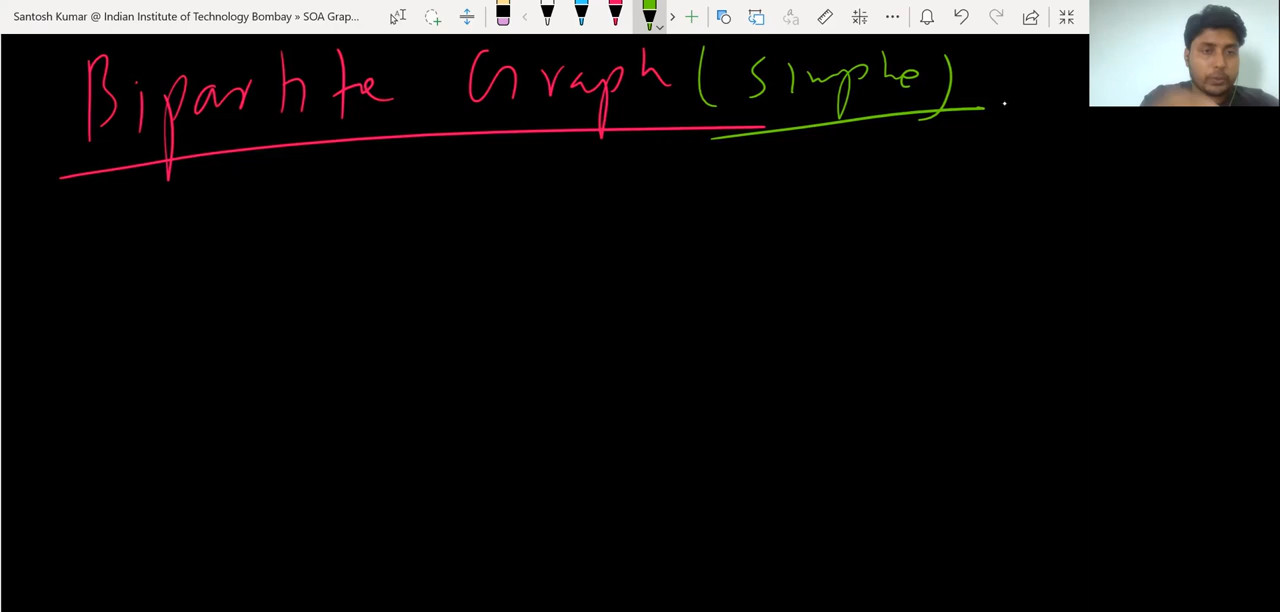 Santosh Kumar @ Indian Institute of Technology Bombay » SOA Grap...
Bipartite Graph (Simple)